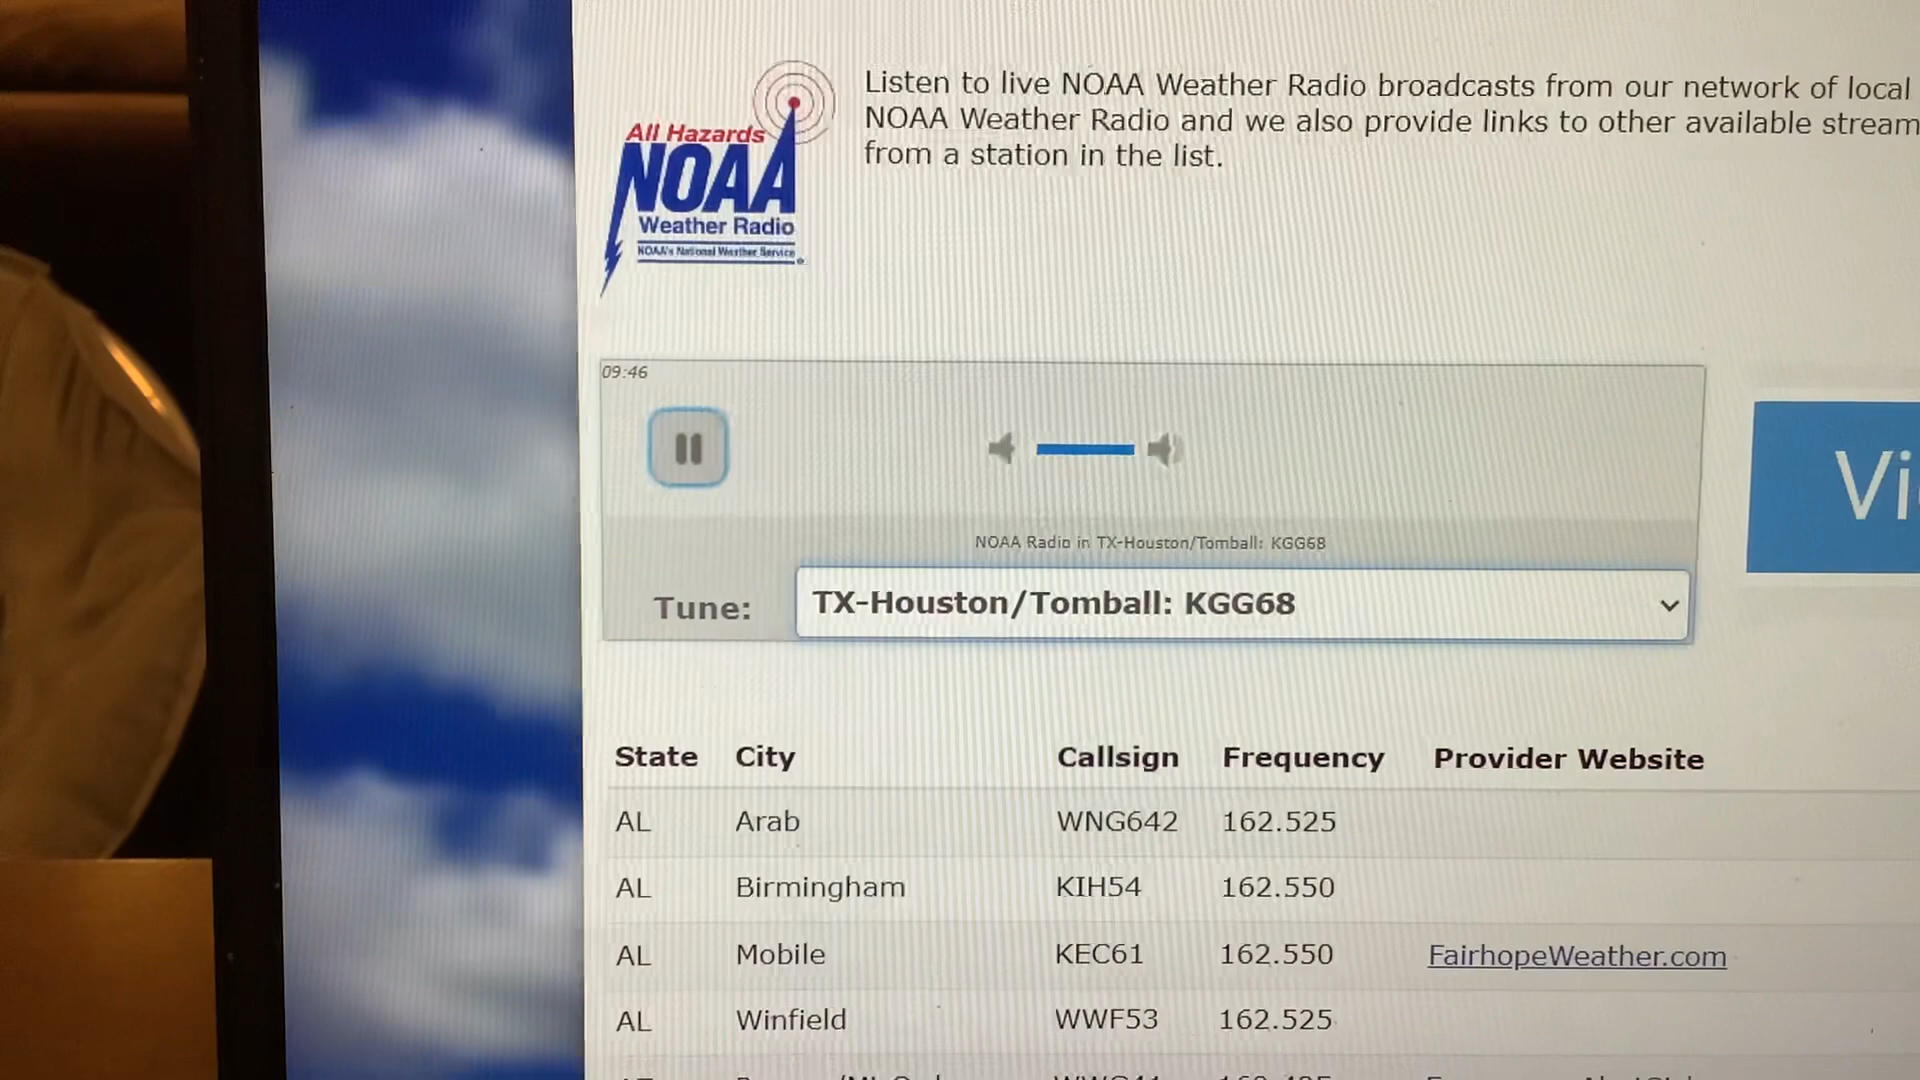 Listen to live NOAA Weather Radio broadcasts from our network of local
NOAA Weather Radio and we also provide links to other available stream
from a station in the list.
All Hazards
NOAA
Weather Radio
NOAA's National Weather Service
09:46
Vi
NOAA Radio in TX-Houston/Tomball: KGG68
Tune: TX-Houston/Tomball: KGG68
State City Callsign Frequency Provider Website
AL Arab WNG642 162.525
AL Birmingham KIH54 162.550
AL Mobile KEC61 162.550 FairhopeWeather.com
AL Winfield WWF53 162.525